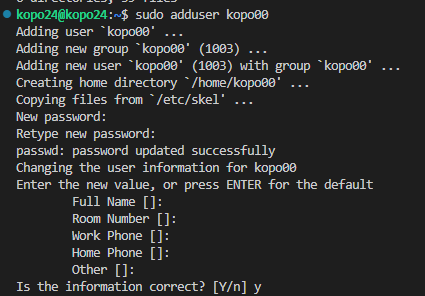 kopo24@kopo24:~$ sudo adduser kopo00
Adding user `kopo00' ...
Adding new group `kopo00' (1003) ...
Adding new user `kopo00' (1003) with group `kopo00' ...
Creating home directory `/home/kopo00' ...
Copying files from `/etc/skel' ...
New password:
Retype new password:
passwd: password updated successfully
Changing the user information for kopo00
Enter the new value, or press ENTER for the default
Full Name []:
Room Number []:
Work Phone []:
Home Phone []:
Other []:
Is the information correct? [Y/n] y